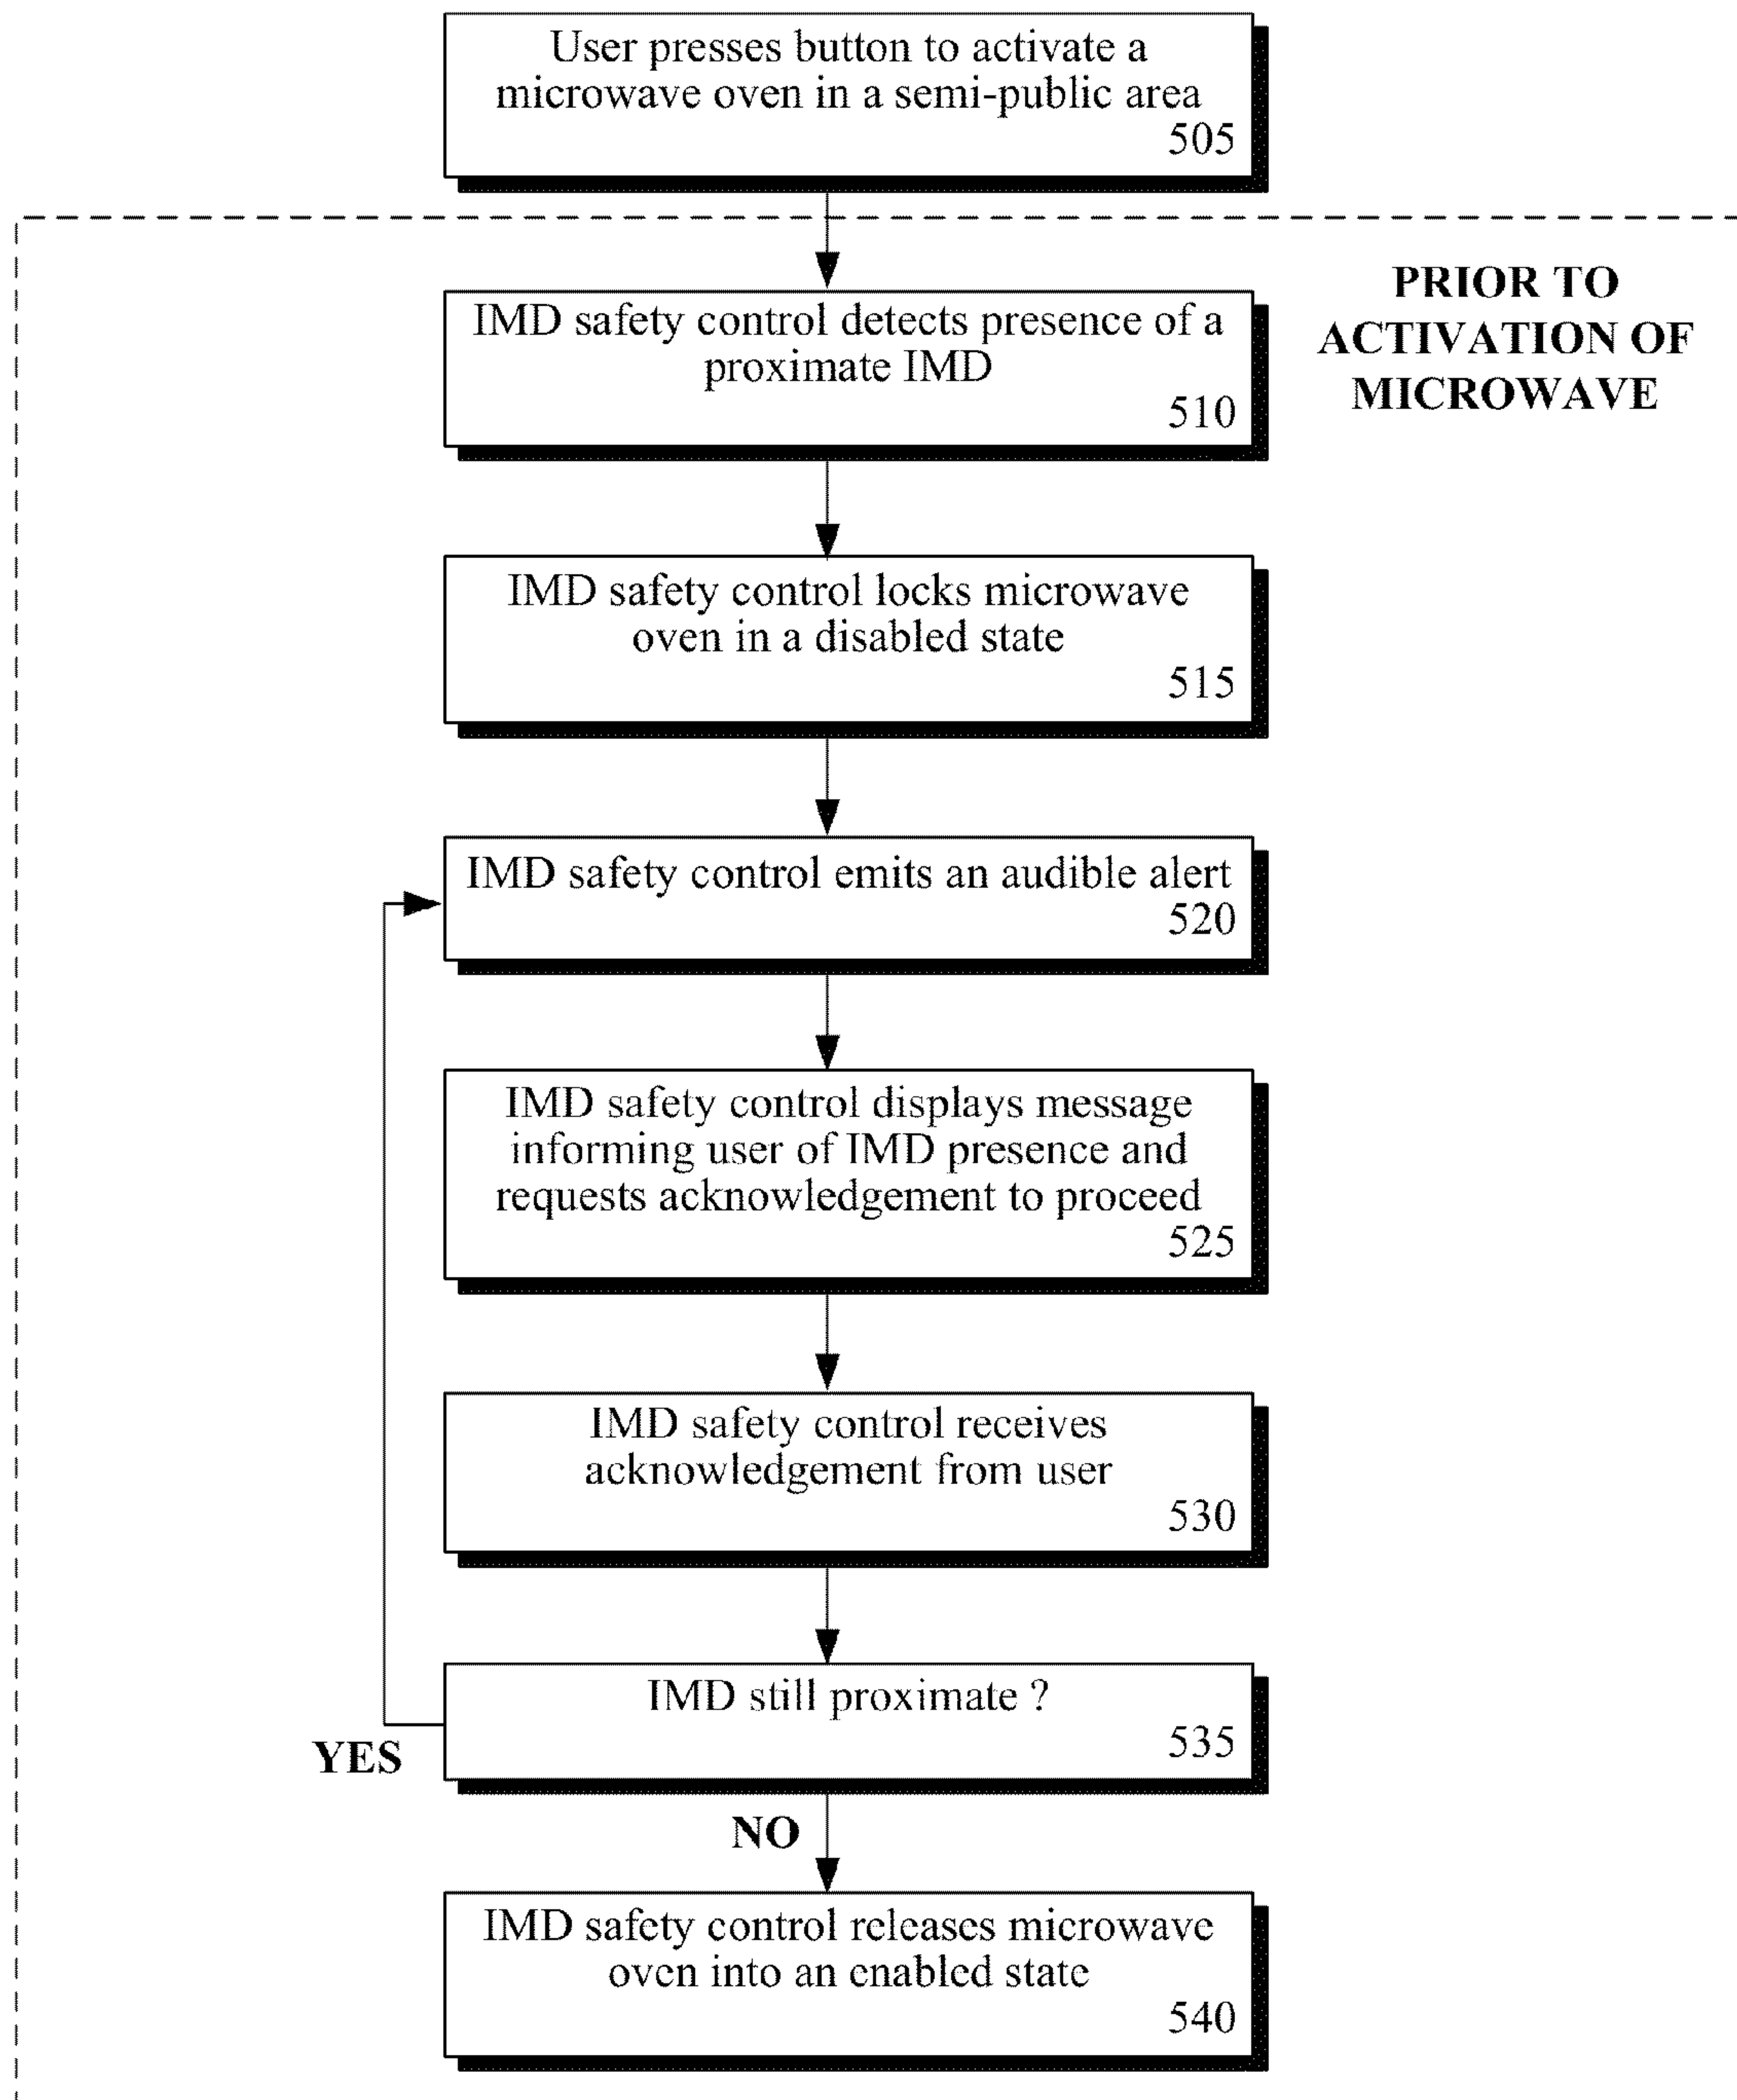 User presses button to activate a
microwave oven in a semi-public area
505
PRIOR TO
ACTIVATION OF
MICROWAVE
IMD safety control detects presence of a
proximate IMD
510
IMD safety control locks microwave
oven in a disabled state
515
IMD safety control emits an audible alert
520
IMD safety control displays message
informing user of IMD presence and
requests acknowledgement to proceed
525
IMD safety control receives
acknowledgement from user
530
IMD still proximate ?
535
YES
NO
IMD safety control releases microwave
oven into an enabled state
540